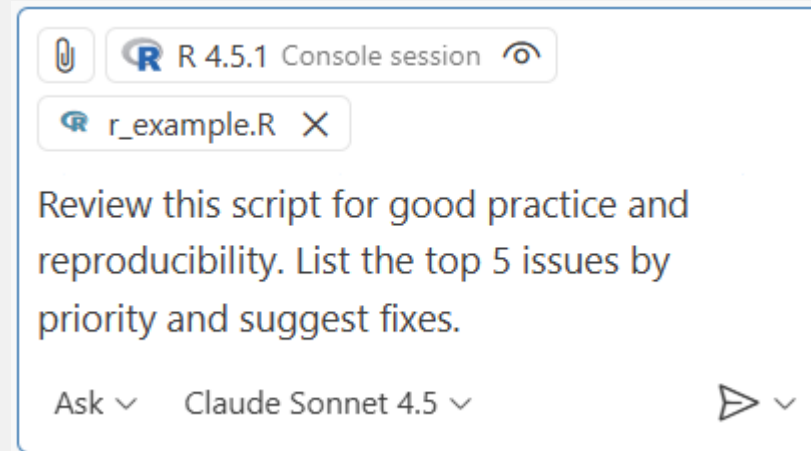 R 4.5.1 Console session
r_example.R
Review this script for good practice and
reproducibility. List the top 5 issues by
priority and suggest fixes.
Ask Claude Sonnet 4.5